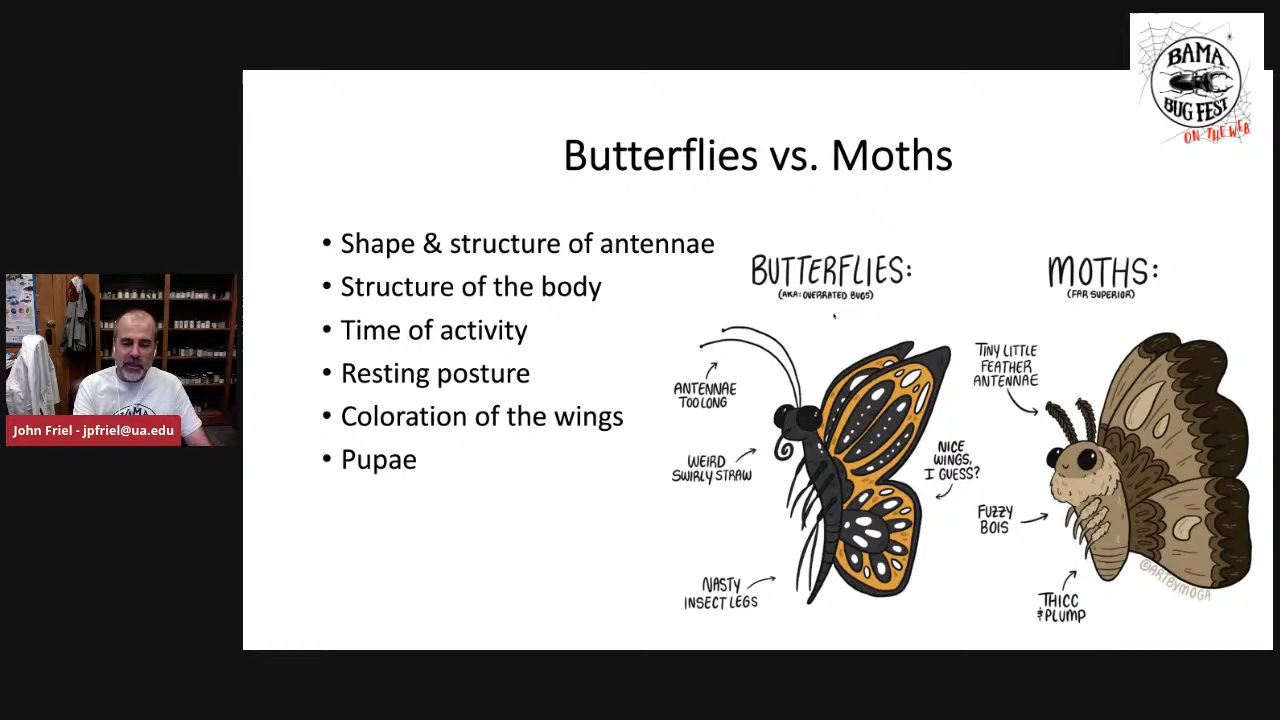 BAMA
BUG FEST
ON THE WEB
Butterflies vs. Moths
• Shape & structure of antennae
• Structure of the body
• Time of activity
• Resting posture
• Coloration of the wings
• Pupae
BUTTERFLIES:
(AKA: OVERRATED BUGS)
ANTENNAE
TOO LONG
WEIRD
SWIRLY STRAW
NICE
WINGS,
I GUESS?
NASTY
INSECT LEGS
MOTHS:
(FAR SUPERIOR)
TINY LITTLE
FEATHER
ANTENNAE
FUZZY
BOIS
THICC
& PLUMP
@ARTBYMOGA
BAMA
John Friel - jpfriel@ua.edu